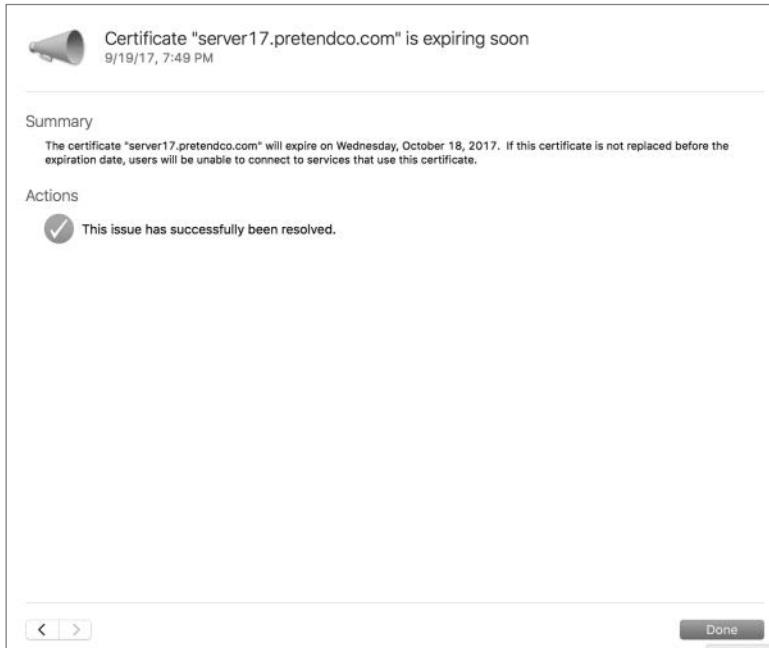 Certificate "server17.pretendco.com" is expiring soon
9/19/17, 7:49 PM
Summary
The certificate "server17.pretendco.com" will expire on Wednesday, October 18, 2017.  If this certificate is not replaced before the
expiration date, users will be unable to connect to services that use this certificate.
Actions
This issue has successfully been resolved.
Done